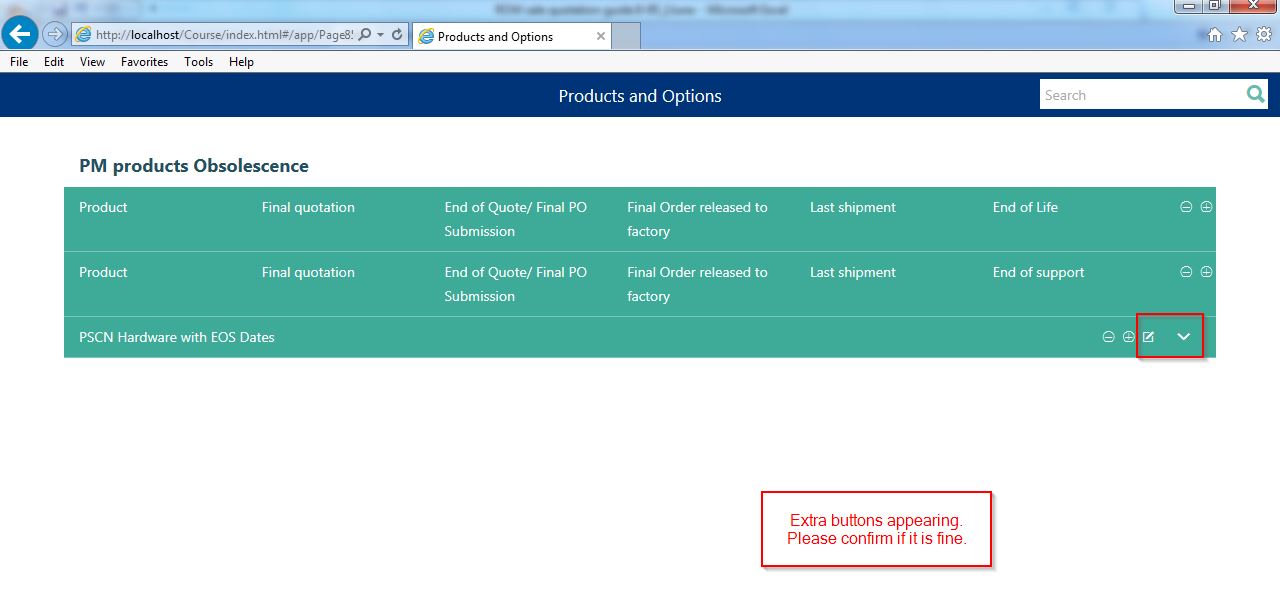 http://localhost/Course/index.html#/app/Page85
Products and Options
File Edit View Favorites Tools Help
Products and Options
Search
PM products Obsolescence
Product Final quotation End of Quote/ Final PO Submission Final Order released to factory Last shipment End of Life
Product Final quotation End of Quote/ Final PO Submission Final Order released to factory Last shipment End of support
PSCN Hardware with EOS Dates
Extra buttons appearing.
Please confirm if it is fine.